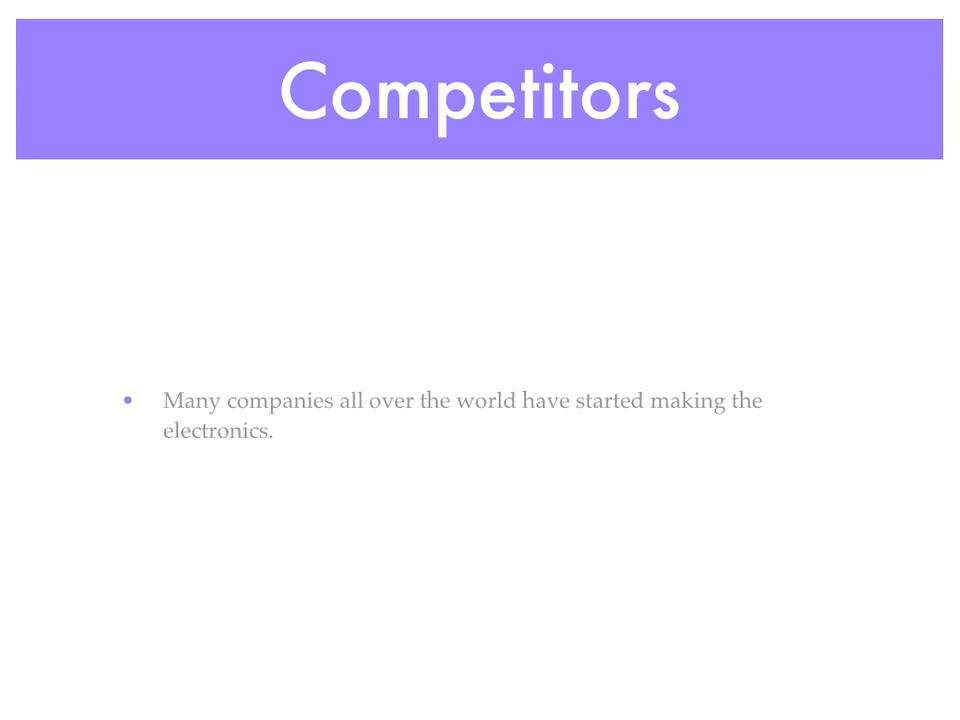 Competitors
• Many companies all over the world have started making the
electronics.